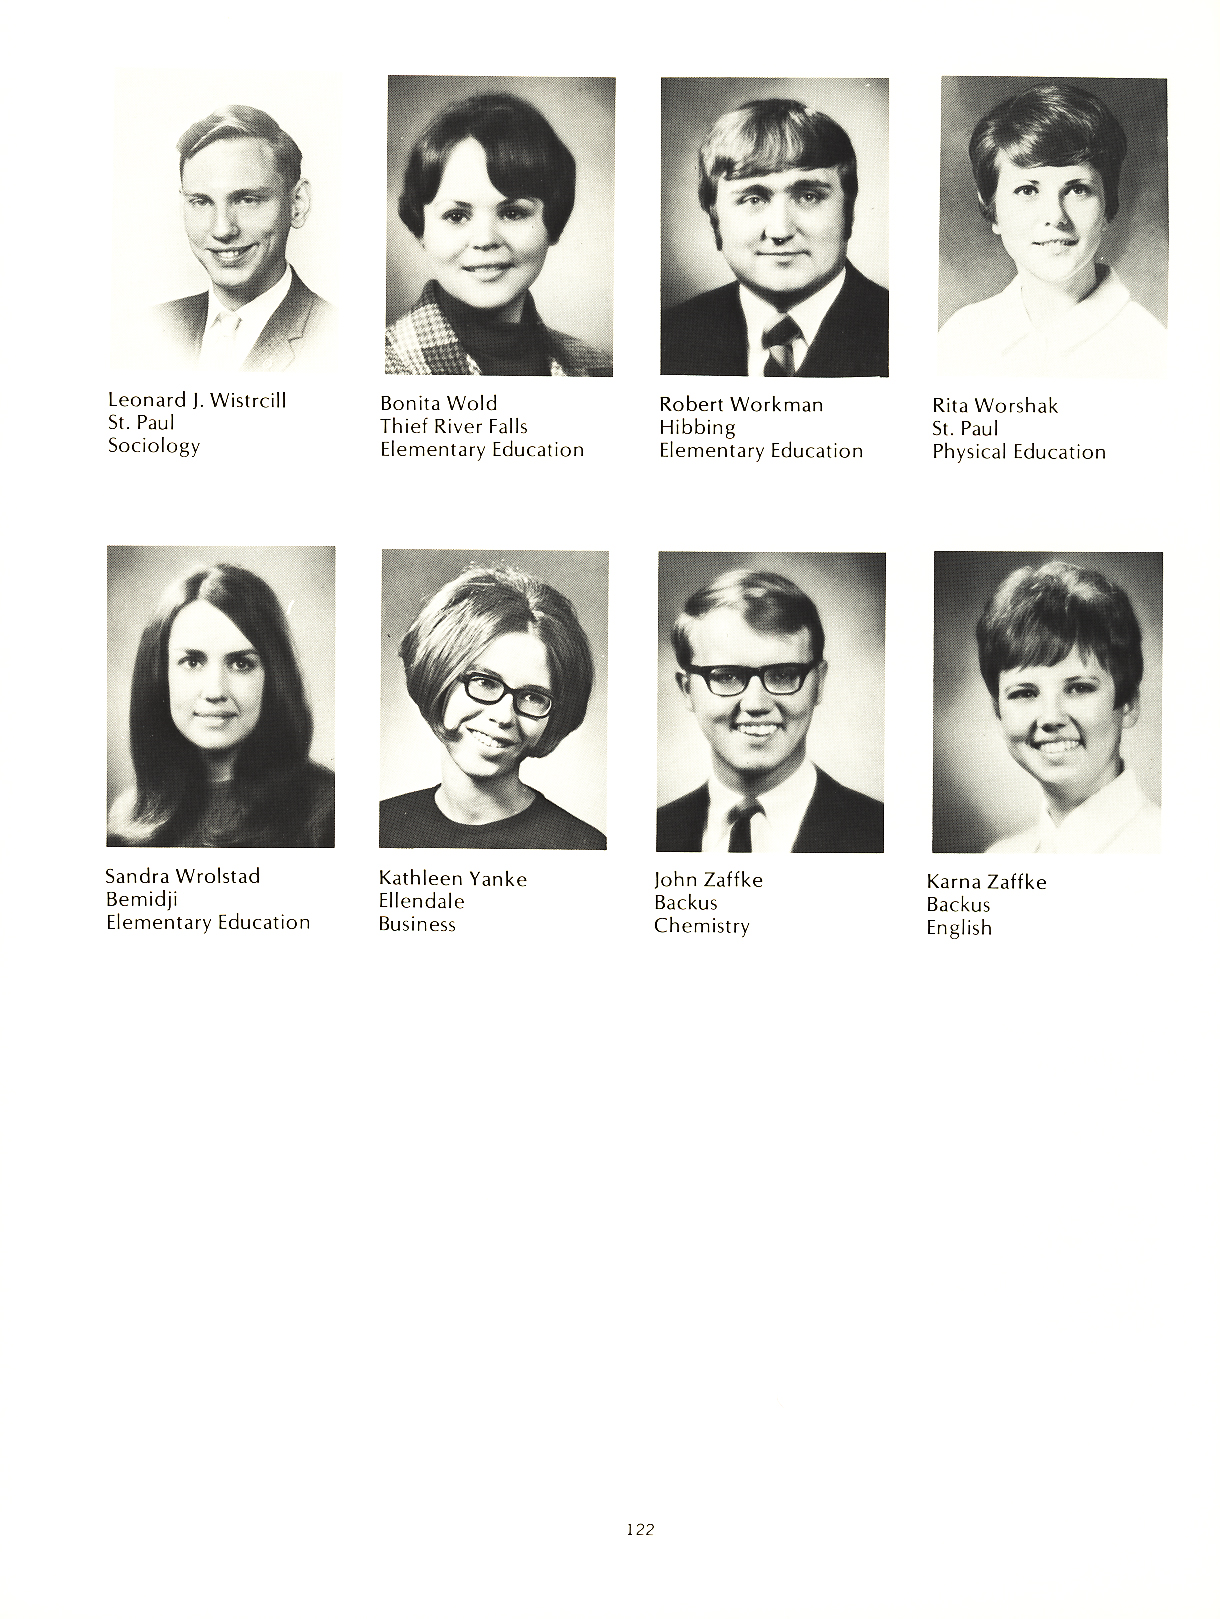 Leonard J. Wistrcill
St. Paul
Sociology
Bonita Wold
Thief River Falls
Elementary Education
Robert Workman
Hibbing
Elementary Education
Rita Worshak
St. Paul
Physical Education
Sandra Wrolstad
Bemidji
Elementary Education
Kathleen Yanke
Ellendale
Business
John Zaffke
Backus
Chemistry
Karna Zaffke
Backus
English
122